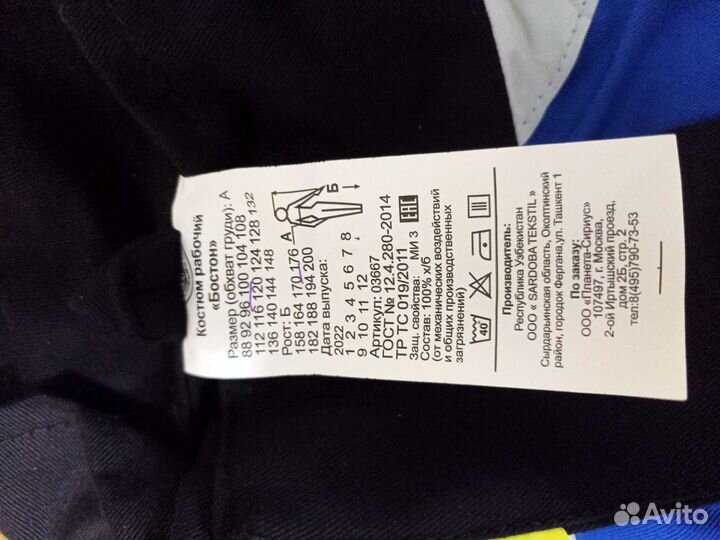 Костюм рабочий
«Бостон»
Размер (обхват груди): А
88 92 96 100 104 108
112 116 120 124 128 132
136 140 144 148
Рост: Б
158 164 170 176
182 188 194 200
Дата выпуска:
2022
1 2 3 4 5 6 7 8
9 10 11 12
Артикул: 03667
ГОСТ № 12.4.280-2014
ТР ТС 019/2011
Защ. свойства: МИ З
Состав: 100% х/б
(от механических воздействий
и общих производственных
загрязнений)
А
Б
EAC
40
Производитель:
Республика Узбекистан
ООО « SARDOBA TEKSTIL »
Сырдарьинская область, Околтинский
район, городок Фергана,ул. Ташкент 1
По заказу:
ООО «Планета-Сириус»
107497, г. Москва,
2-ой Иртышский проезд,
дом 2Б, стр. 2
тел:8(495)790-73-53
Avito